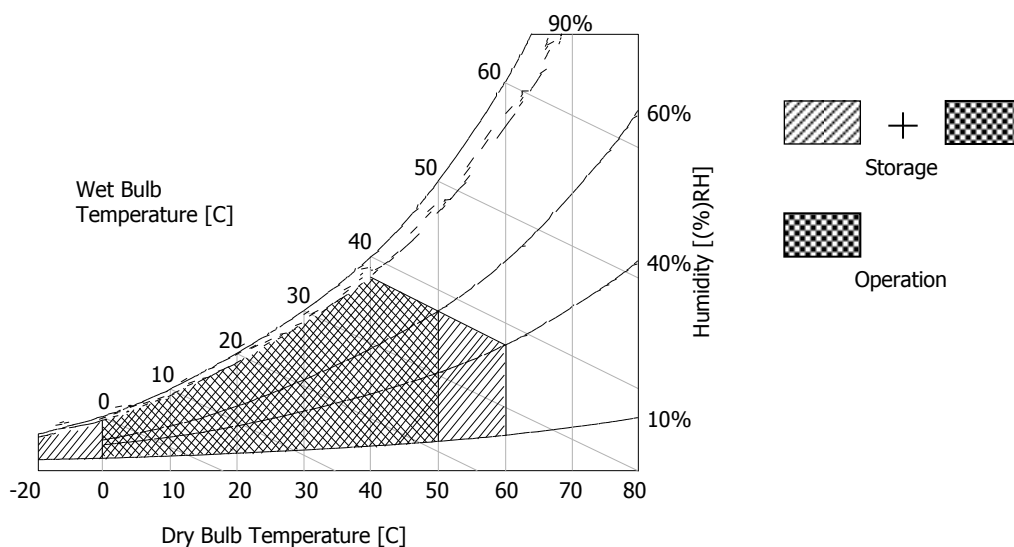 90%
60
60%
50
Wet Bulb
Temperature [C]
40
40%
30
20
10
0
10%
Humidity [(%)RH]
-20 0 10 20 30 40 50 60 70 80
Dry Bulb Temperature [C]
+
Storage
Operation